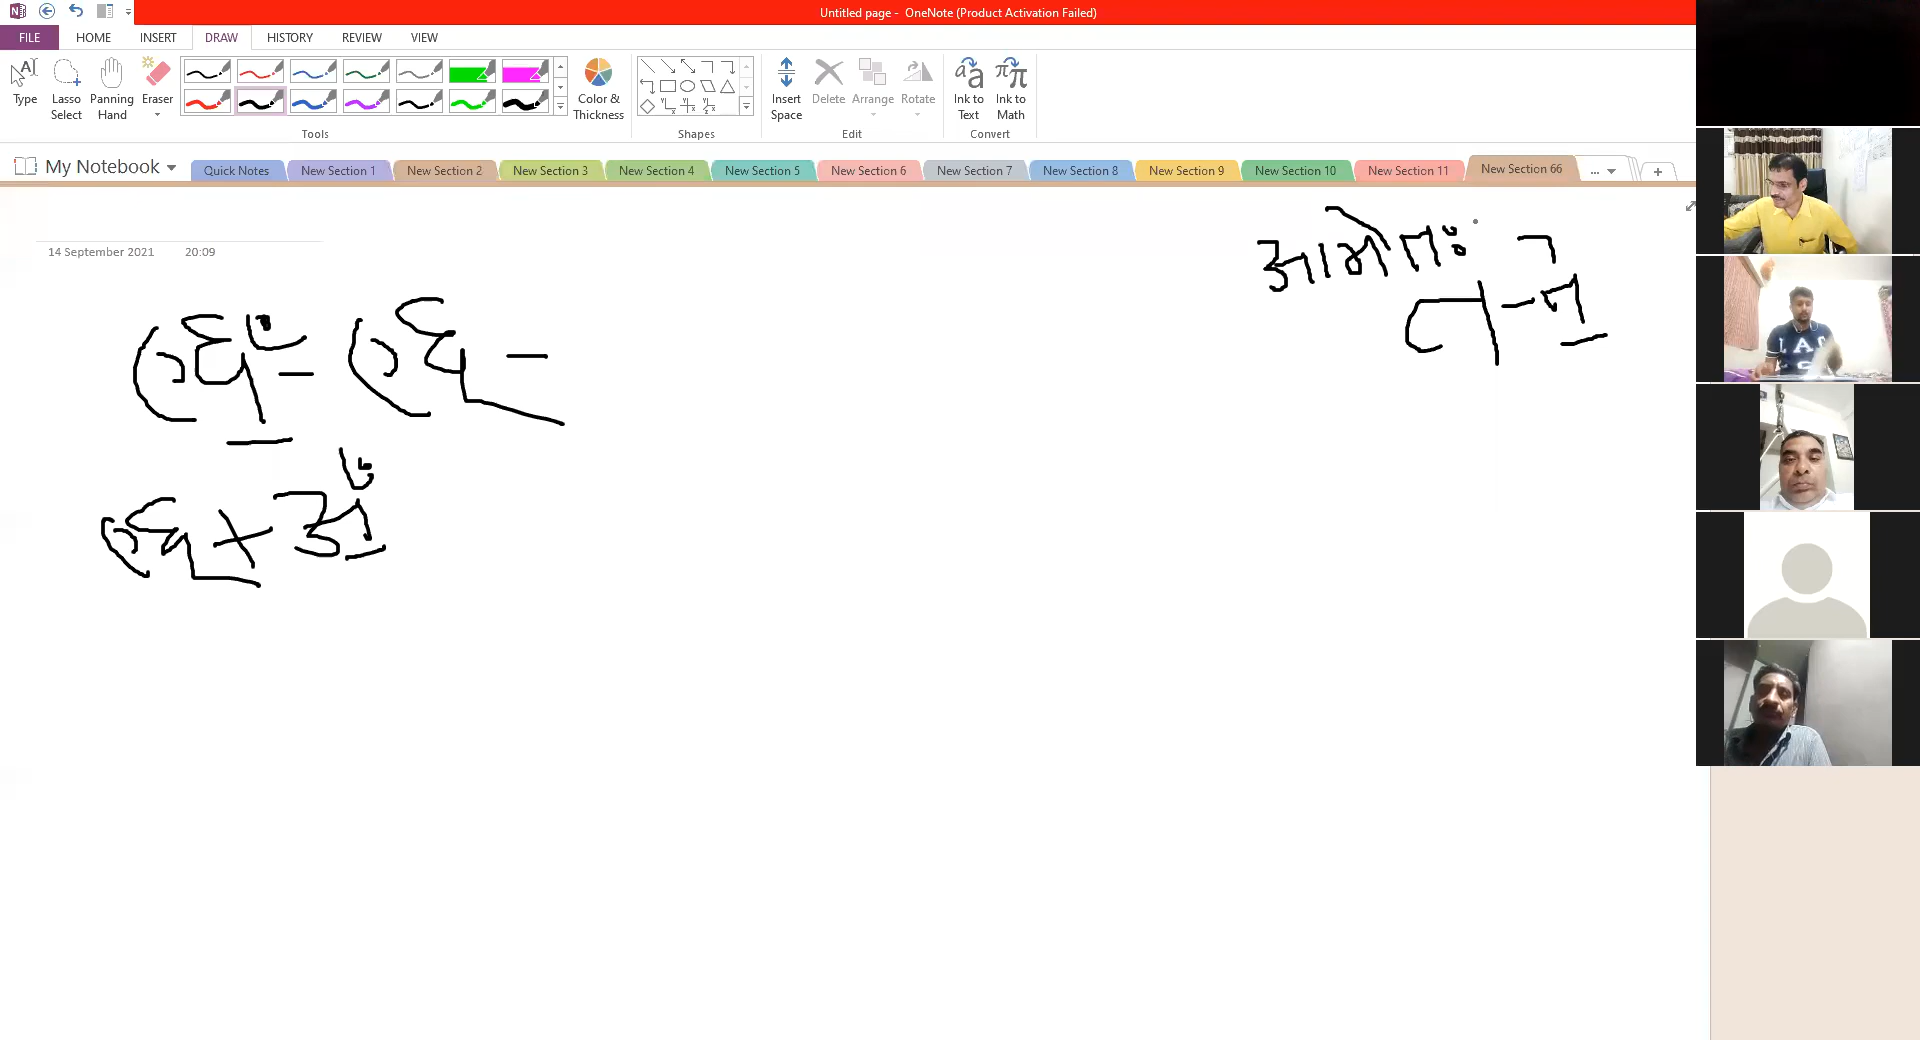 Untitled page - OneNote (Product Activation Failed)
FILE HOME INSERT DRAW HISTORY REVIEW VIEW
Type Lasso Select Panning Hand Eraser Color & Thickness Insert Space Delete Arrange Rotate Ink to Text Ink to Math
Tools Shapes Edit Convert
My Notebook Quick Notes New Section 1 New Section 2 New Section 3 New Section 4 New Section 5 New Section 6 New Section 7 New Section 8 New Section 9 New Section 10 New Section 11 New Section 66 ...
14 September 2021 20:09